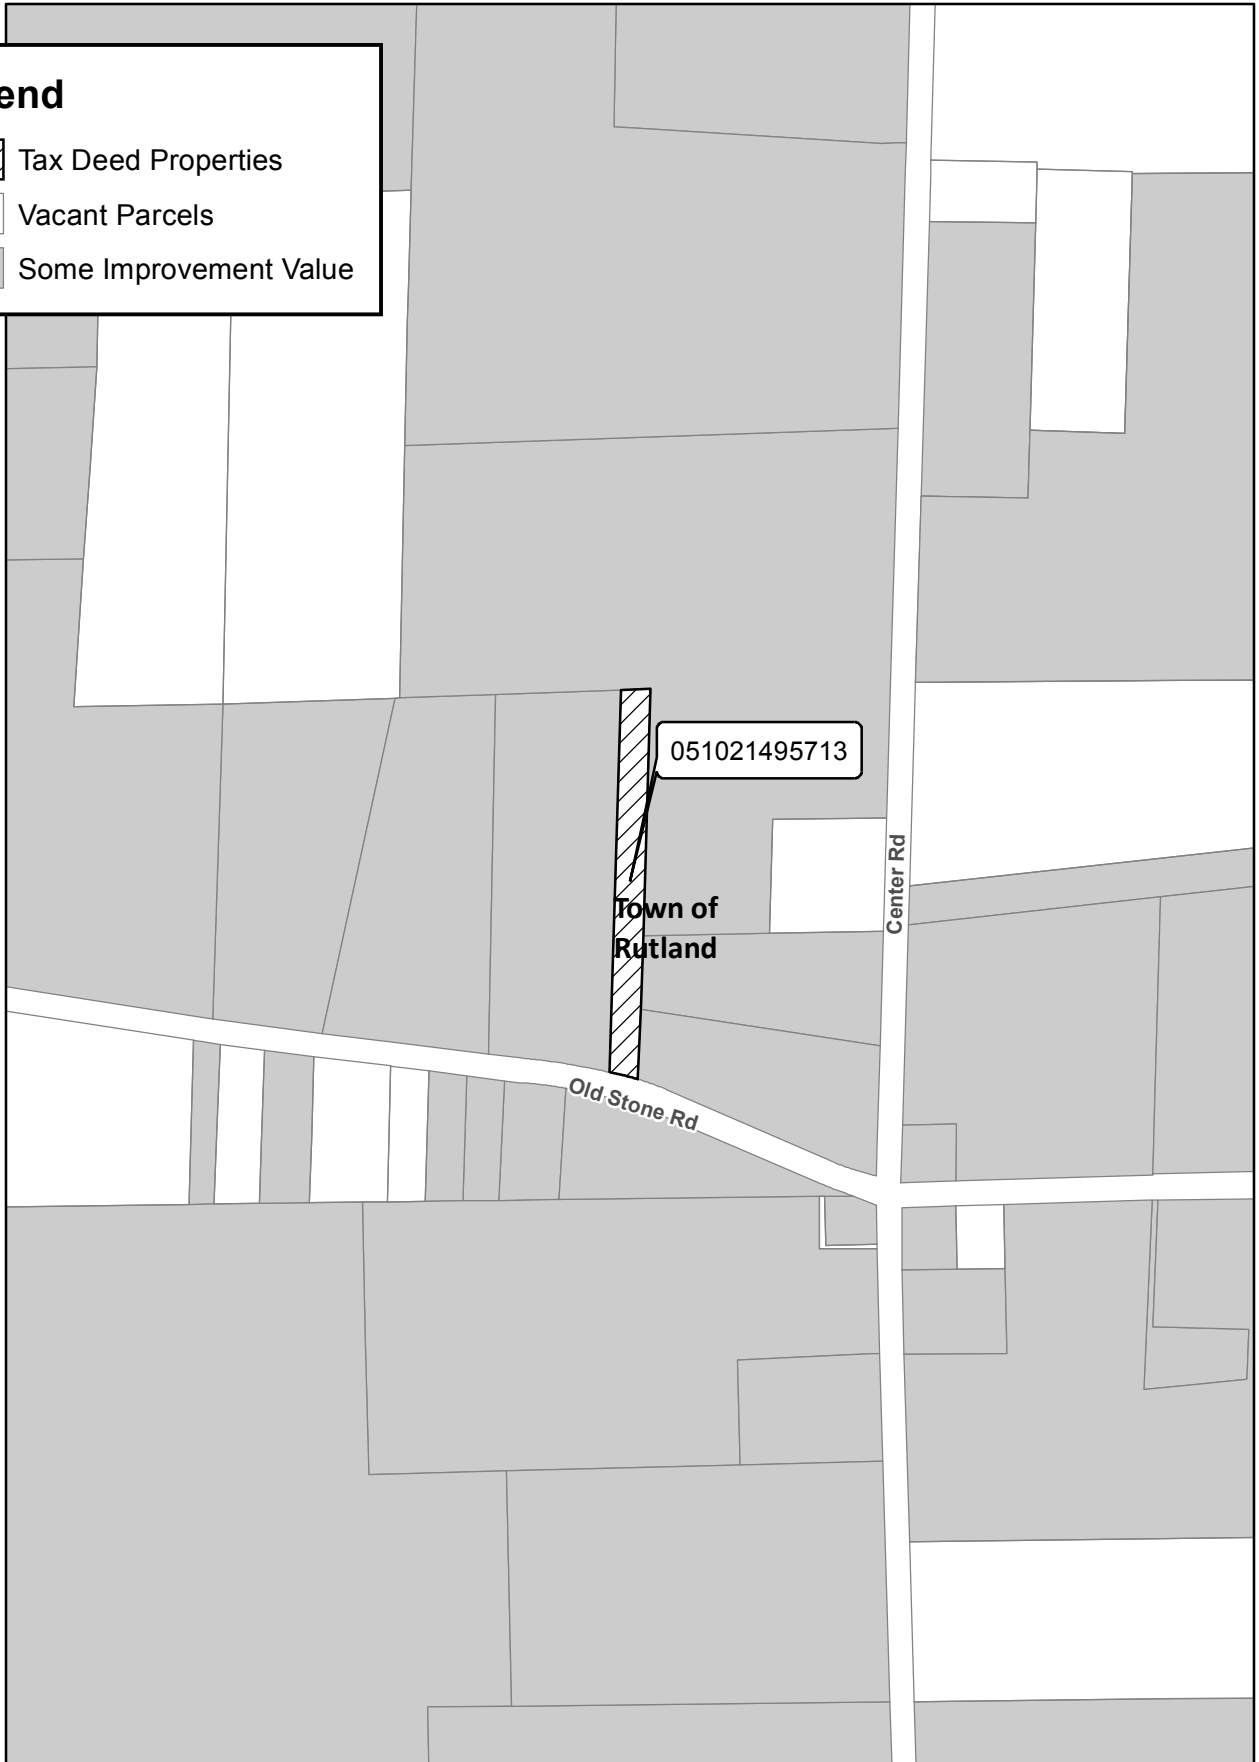 end
Tax Deed Properties
Vacant Parcels
Some Improvement Value
051021495713
Center Rd
Town of
Rutland
Old Stone Rd